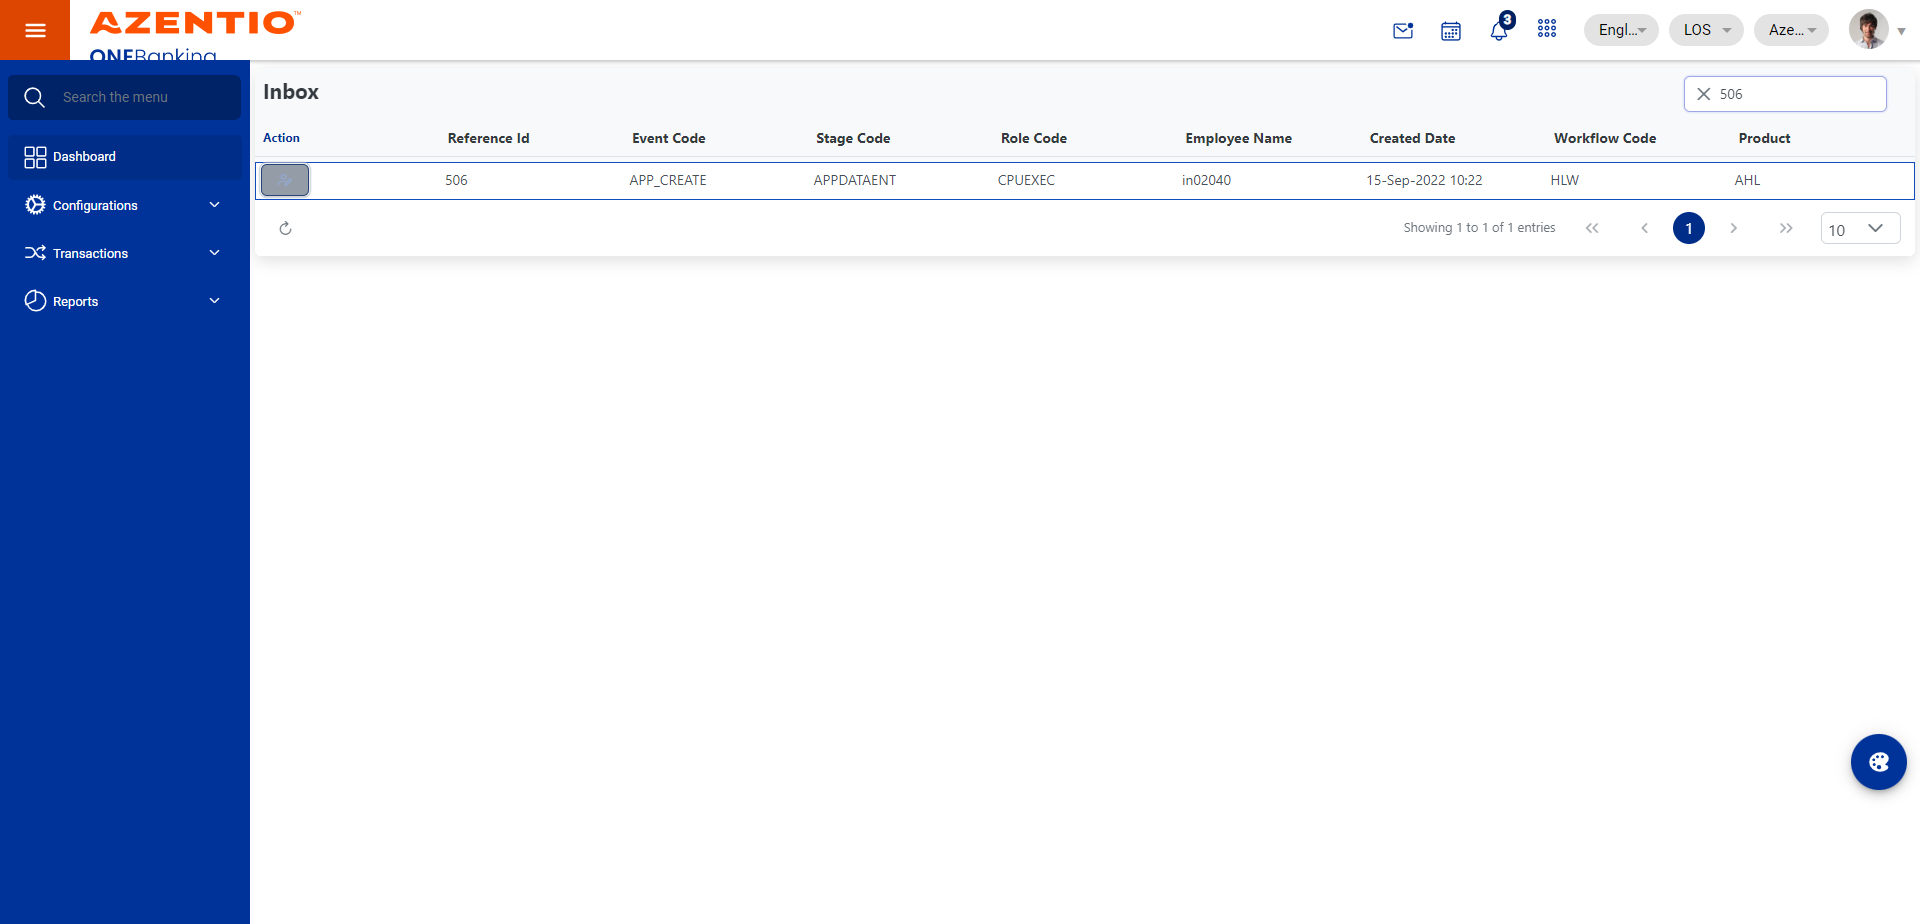 AZENTIO™
ONEBanking
3
Engl...
LOS
Aze...
Search the menu
Dashboard
Configurations
Transactions
Reports
Inbox
506
Action Reference Id Event Code Stage Code Role Code Employee Name Created Date Workflow Code Product
506 APP_CREATE APPDATAENT CPUEXEC in02040 15-Sep-2022 10:22 HLW AHL
Showing 1 to 1 of 1 entries
1
10